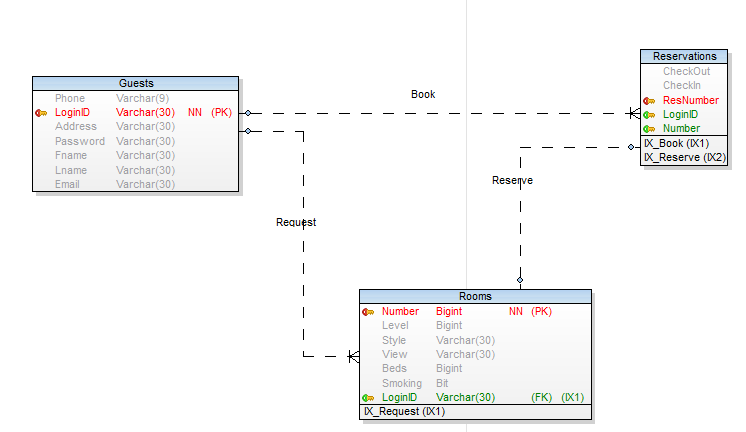 Guests
Phone Varchar(9)
LoginID Varchar(30) NN (PK)
Address Varchar(30)
Password Varchar(30)
Fname Varchar(30)
Lname Varchar(30)
Email Varchar(30)
Book
Reservations
CheckOut
CheckIn
ResNumber
LoginID
Number
IX_Book (IX1)
IX_Reserve (IX2)
Reserve
Request
Rooms
Number Bigint NN (PK)
Level Bigint
Style Varchar(30)
View Varchar(30)
Beds Bigint
Smoking Bit
LoginID Varchar(30) (FK) (IX1)
IX_Request (IX1)